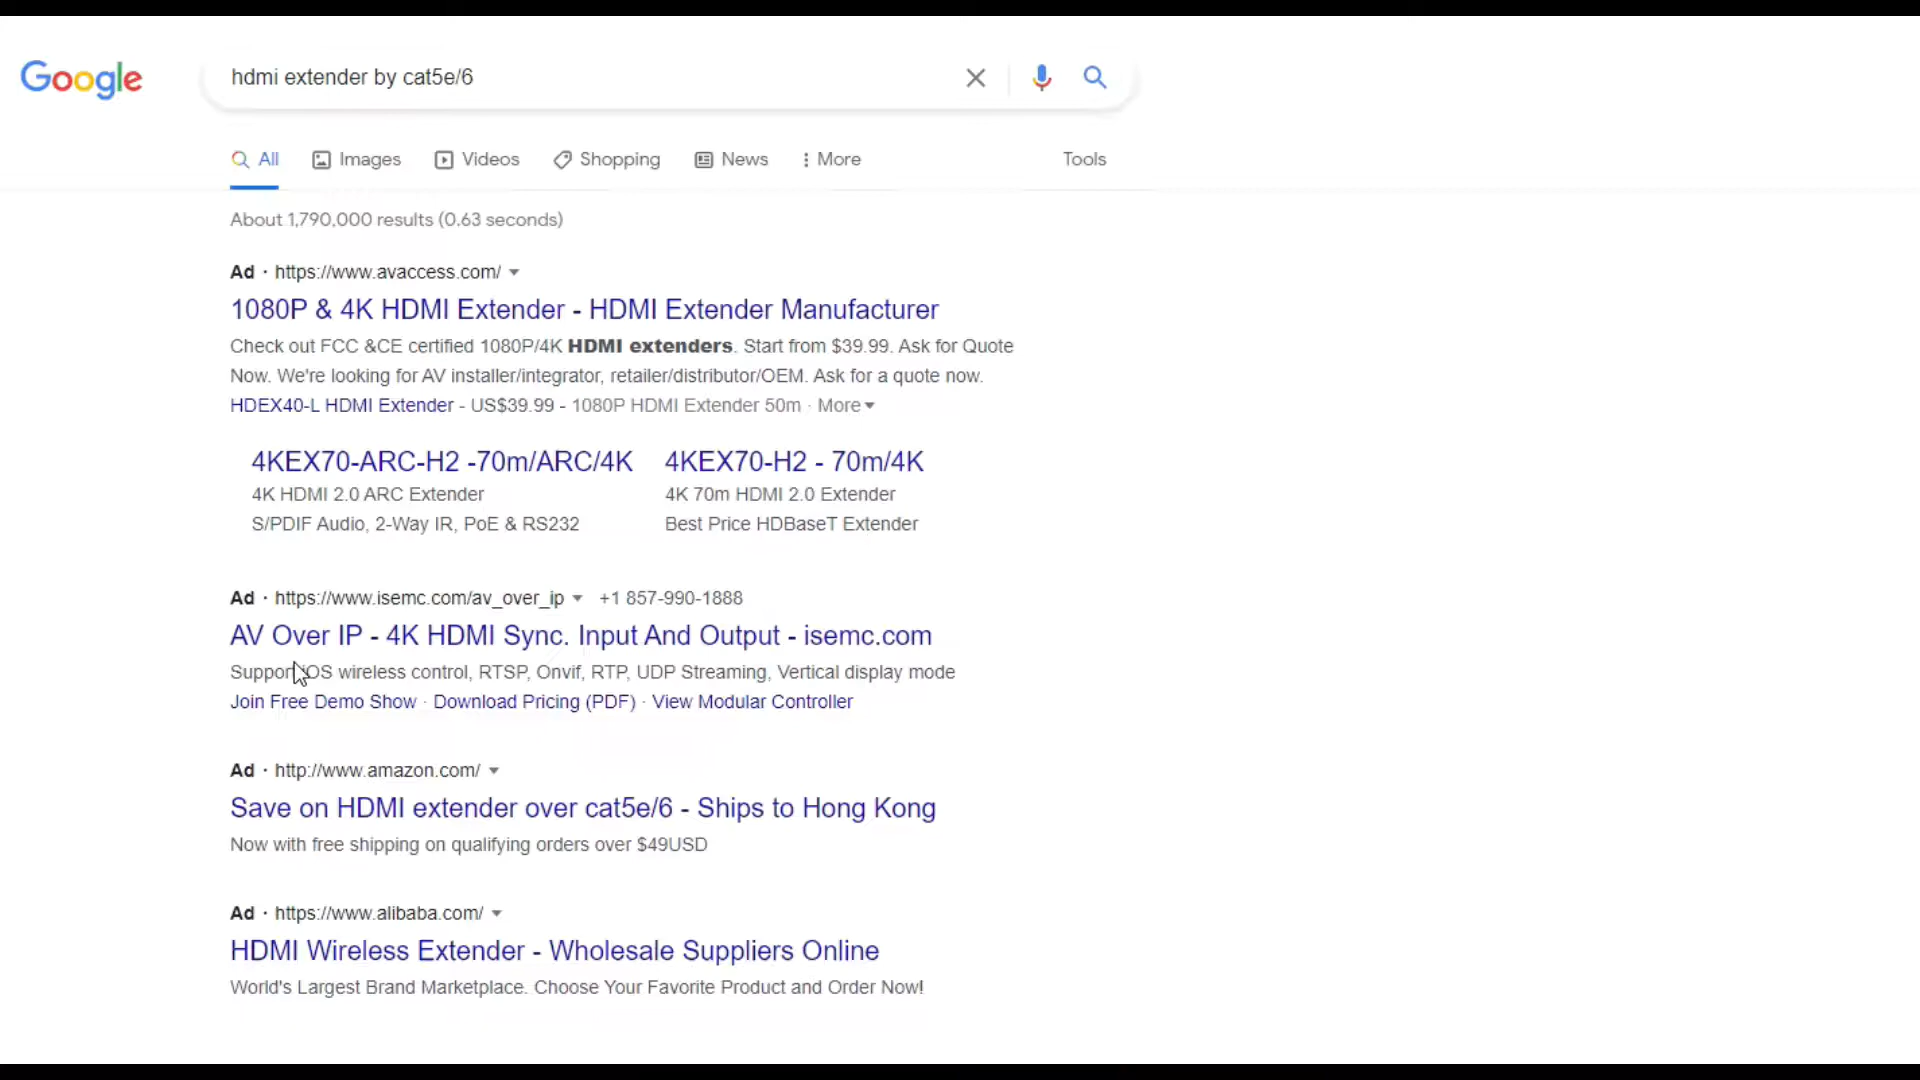 Google
hdmi extender by cat5e/6
All Images Videos Shopping News More Tools
About 1,790,000 results (0.63 seconds)
Ad · https://www.avaccess.com/
1080P & 4K HDMI Extender - HDMI Extender Manufacturer
Check out FCC &CE certified 1080P/4K HDMI extenders. Start from $39.99. Ask for Quote
Now. We're looking for AV installer/integrator, retailer/distributor/OEM. Ask for a quote now.
HDEX40-L HDMI Extender - US$39.99 - 1080P HDMI Extender 50m · More
4KEX70-ARC-H2 -70m/ARC/4K
4K HDMI 2.0 ARC Extender
S/PDIF Audio, 2-Way IR, PoE & RS232
4KEX70-H2 - 70m/4K
4K 70m HDMI 2.0 Extender
Best Price HDBaseT Extender
Ad · https://www.isemc.com/av_over_ip +1 857-990-1888
AV Over IP - 4K HDMI Sync. Input And Output - isemc.com
Support iOS wireless control, RTSP, Onvif, RTP, UDP Streaming, Vertical display mode
Join Free Demo Show · Download Pricing (PDF) · View Modular Controller
Ad · http://www.amazon.com/
Save on HDMI extender over cat5e/6 - Ships to Hong Kong
Now with free shipping on qualifying orders over $49USD
Ad · https://www.alibaba.com/
HDMI Wireless Extender - Wholesale Suppliers Online
World's Largest Brand Marketplace. Choose Your Favorite Product and Order Now!